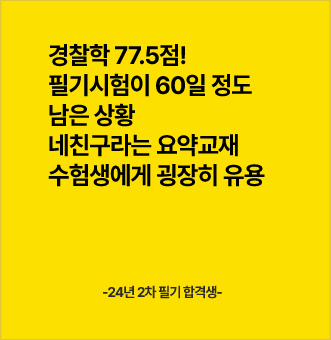 경찰학 77.5점!
필기시험이 60일 정도
남은 상황
네친구라는 요약교재
수험생에게 굉장히 유용
-24년 2차 필기 합격생-